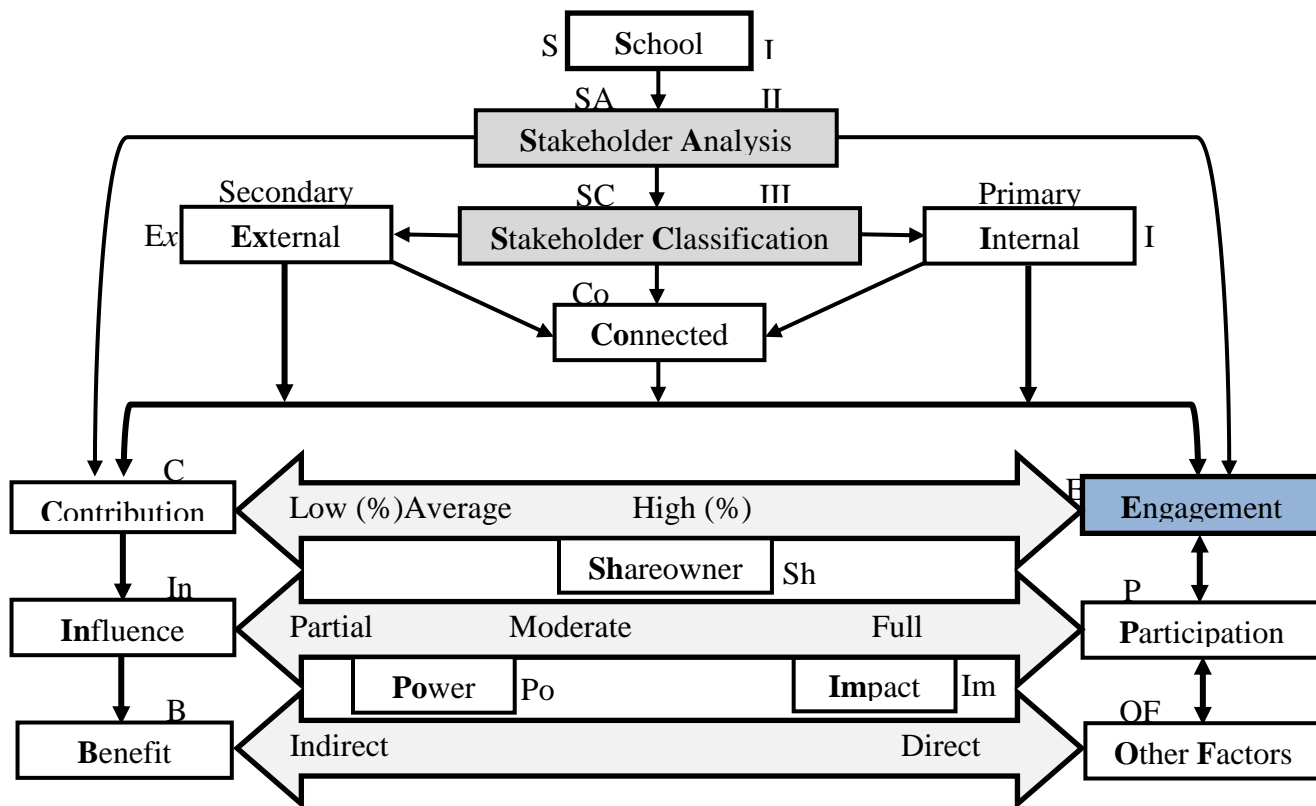 S School I
SA II
Stakeholder Analysis
Secondary SC III Primary
Ex External Stakeholder Classification Internal I
Co
Connected
C
Contribution Low (%)Average High (%) E Engagement
Shareowner Sh
In P
Influence Partial Moderate Full Participation
Power Po Impact Im
B OF
Benefit Indirect Direct Other Factors